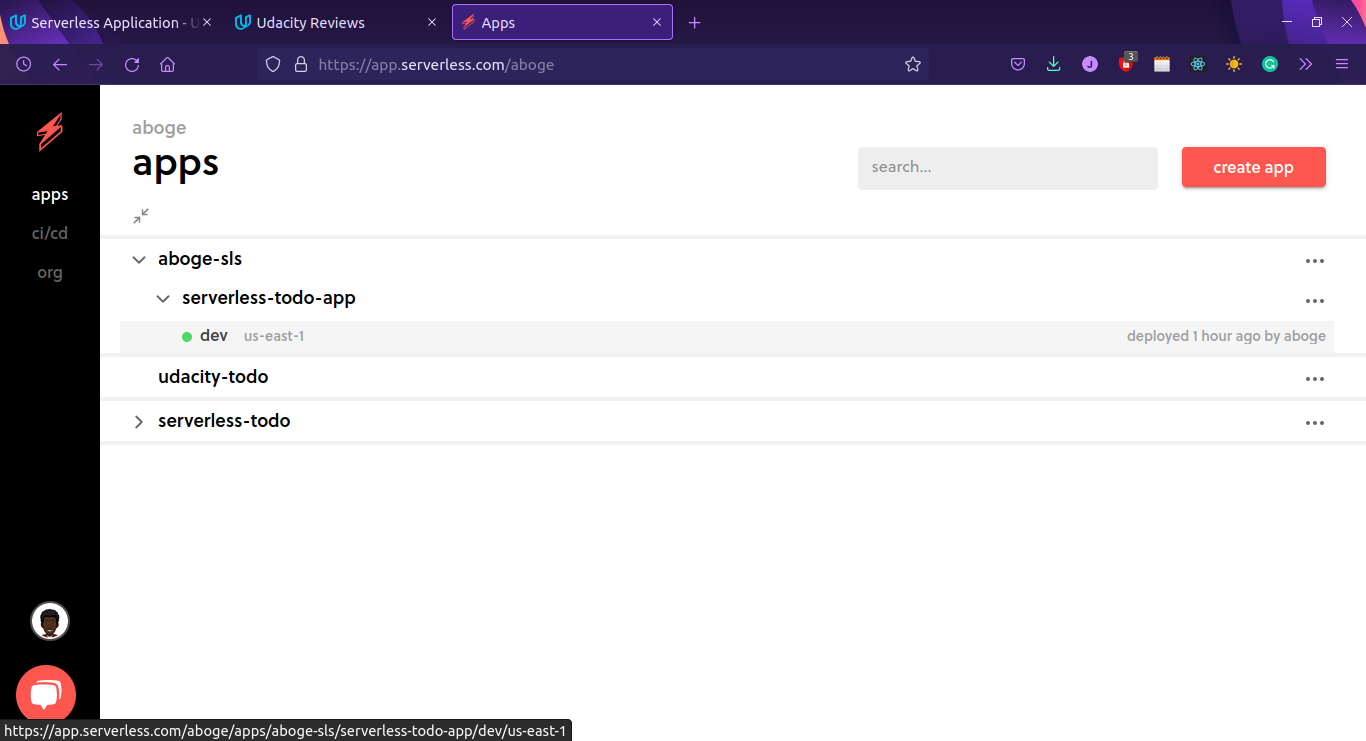 Serverless Application - U
Udacity Reviews
Apps
https://app.serverless.com/aboge
J
3
G
aboge
apps
search...
create app
apps
ci/cd
org
aboge-sls
serverless-todo-app
dev us-east-1 deployed 1 hour ago by aboge
udacity-todo
serverless-todo
https://app.serverless.com/aboge/apps/aboge-sls/serverless-todo-app/dev/us-east-1